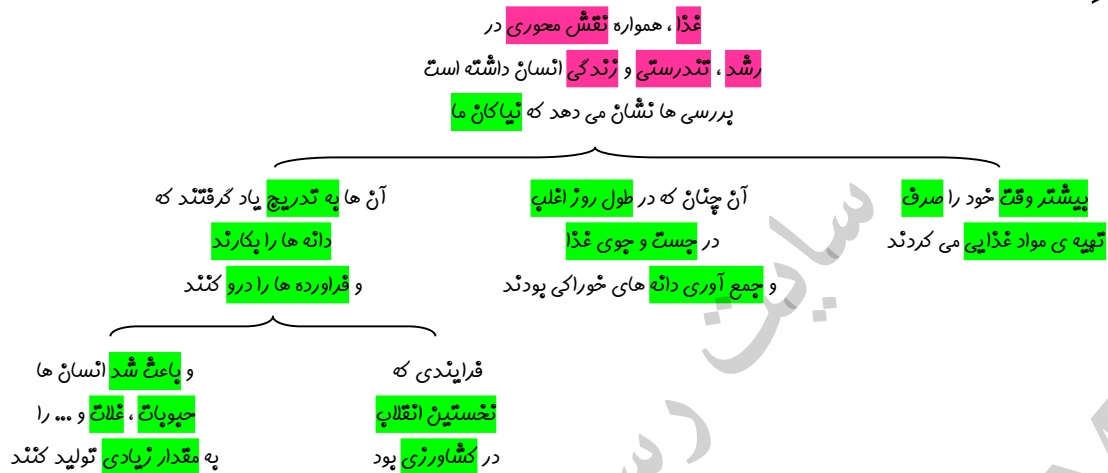 غذا ، همواره نقش محوری در
رشد ، تندرستی و زندگی انسان داشته است
بررسی ها نشان می دهد که نیاکان ما
بیشتر وقت خود را صرف
تهیه ی مواد غذایی می کردند
آن چنان که در طول روز اغلب
در جست و جوی غذا
و جمع آوری دانه های خوراکی بودند
آن ها به تدریج یاد گرفتند که
دانه ها را بکارند
و فراورده ها را درو کنند
فرایندی که
نخستین انقلاب
در کشاورزی بود
و باعث شد انسان ها
حبوبات ، غلات و ... را
به مقدار زیادی تولید کنند
سایت